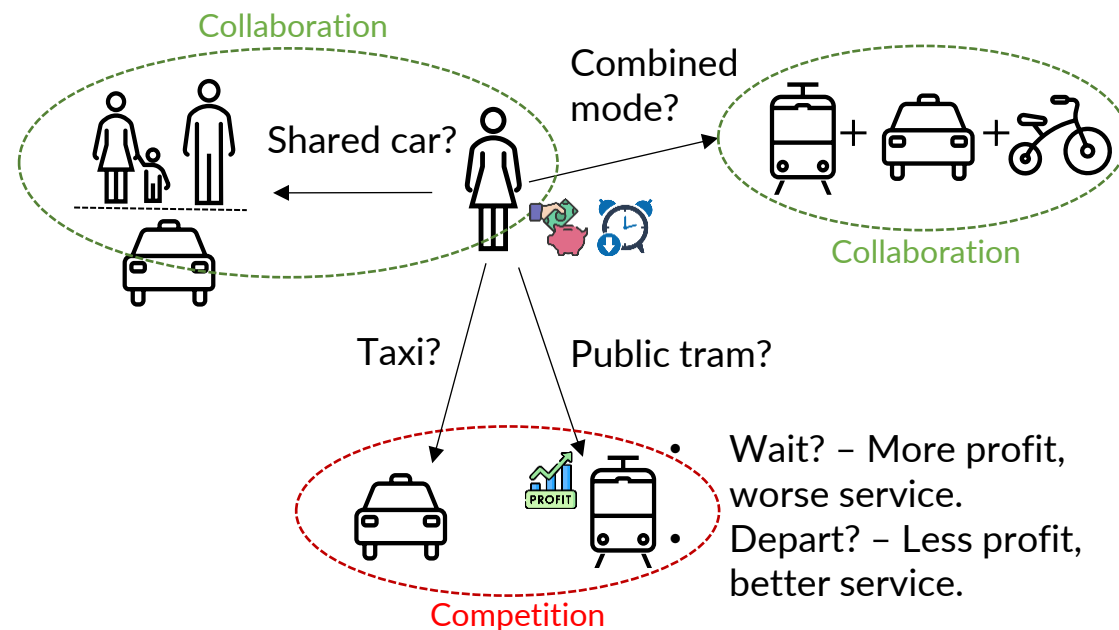 Collaboration
Combined
mode?
Shared car?
+
+
Collaboration
Taxi?
Public tram?
PROFIT
• Wait? – More profit,
worse service.
• Depart? – Less profit,
better service.
Competition